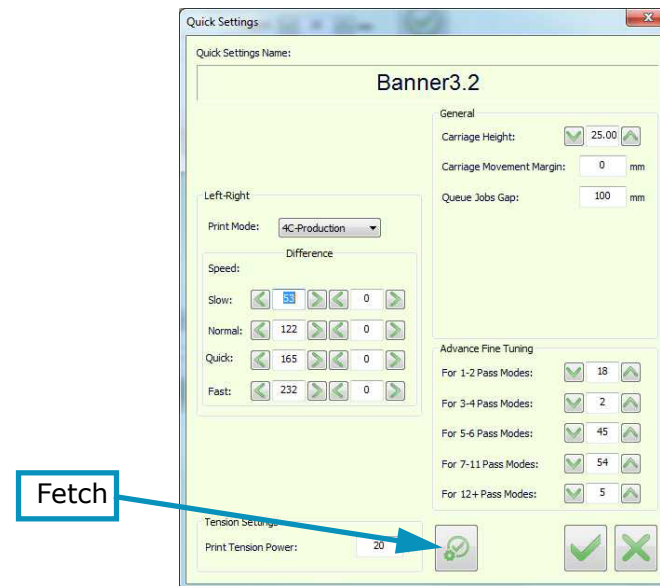 Quick Settings
Quick Settings Name:
Banner3.2
General
Carriage Height: 25.00
Carriage Movement Margin: 0 mm
Queue Jobs Gap: 100 mm
Left-Right
Print Mode: 4C-Production
Difference
Speed:
Slow: 53 0
Normal: 122 0
Quick: 165 0
Fast: 232 0
Advance Fine Tuning
For 1-2 Pass Modes: 18
For 3-4 Pass Modes: 2
For 5-6 Pass Modes: 45
For 7-11 Pass Modes: 54
For 12+ Pass Modes: 5
Fetch
Tension Settings
Print Tension Power: 20